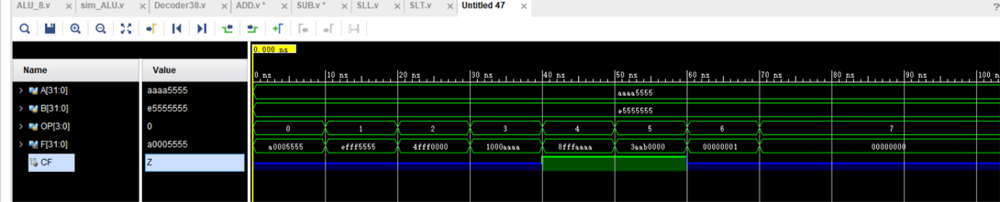 ALU_8.v × sim_ALU.v × Decoder38.v × ADD.v * × SUB.v * × SLL.v × SLT.v × Untitled 47 × ?
0.000 ns
Name Value 0 ns 10 ns 20 ns 30 ns 40 ns 50 ns 60 ns 70 ns 80 ns 90 ns 100
A[31:0] aaaa5555 aaaa5555
B[31:0] e5555555 e5555555
OP[3:0] 0 0 1 2 3 4 5 6 7
F[31:0] a0005555 a0005555 efff5555 4fff0000 1000aaaa 8fffaaaa 3aab0000 00000001 00000000
CF Z